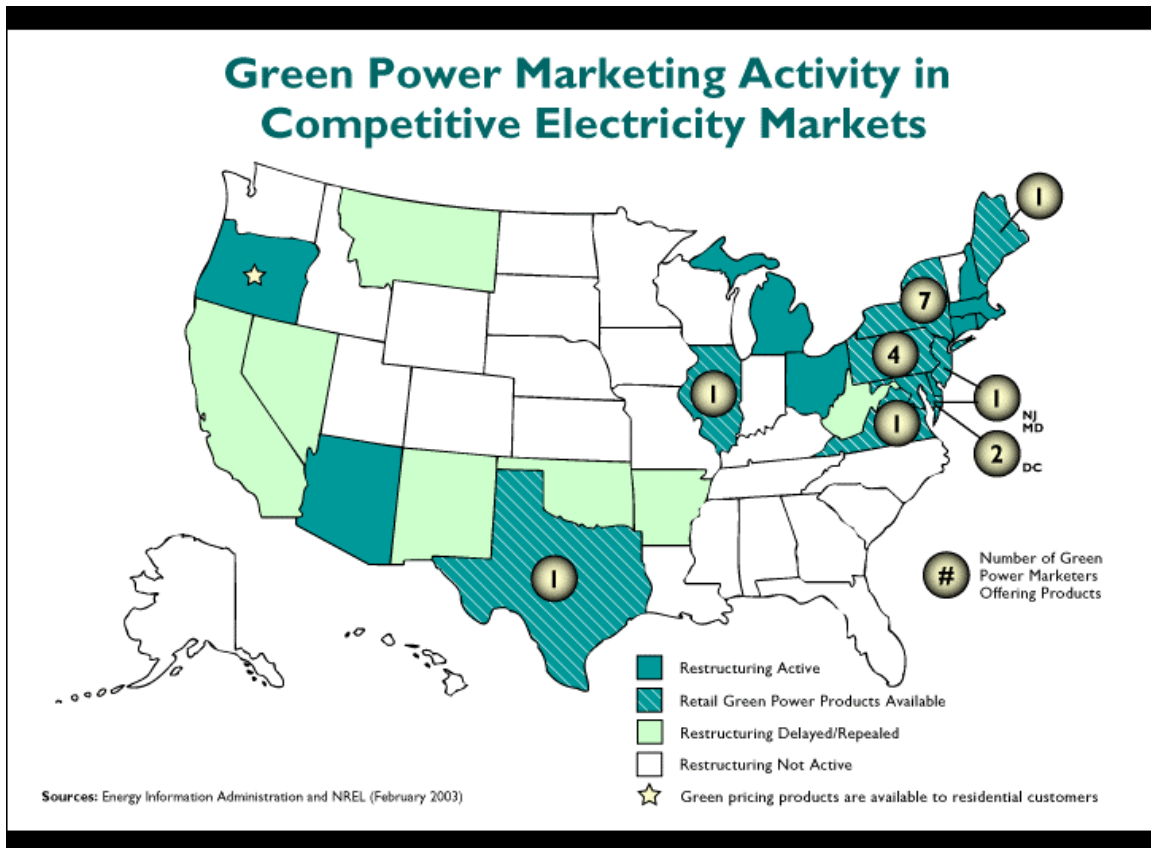 Green Power Marketing Activity in
Competitive Electricity Markets
1
7
4
1
1
1
NJ
MD
2
DC
1
#
Number of Green
Power Marketers
Offering Products
Restructuring Active
Retail Green Power Products Available
Restructuring Delayed/Repealed
Restructuring Not Active
Green pricing products are available to residential customers
Sources: Energy Information Administration and NREL (February 2003)